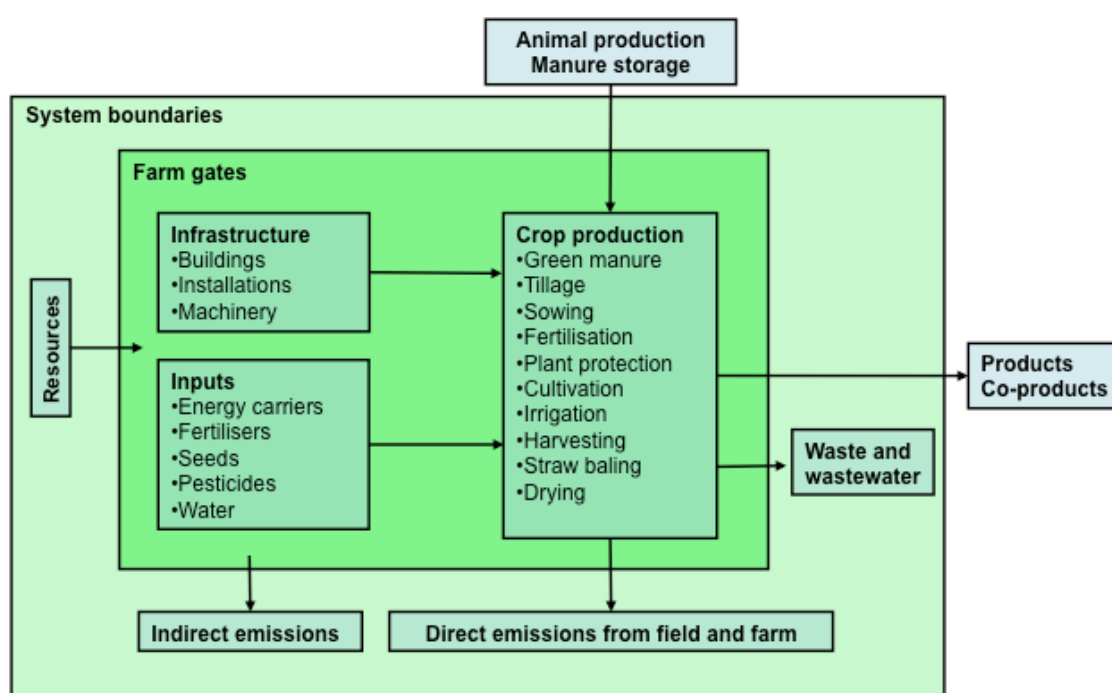 Animal production
Manure storage
System boundaries
Farm gates
Infrastructure
•Buildings
•Installations
•Machinery
Crop production
•Green manure
•Tillage
•Sowing
•Fertilisation
•Plant protection
•Cultivation
•Irrigation
•Harvesting
•Straw baling
•Drying
Resources
Inputs
•Energy carriers
•Fertilisers
•Seeds
•Pesticides
•Water
Products
Co-products
Waste and
wastewater
Indirect emissions
Direct emissions from field and farm